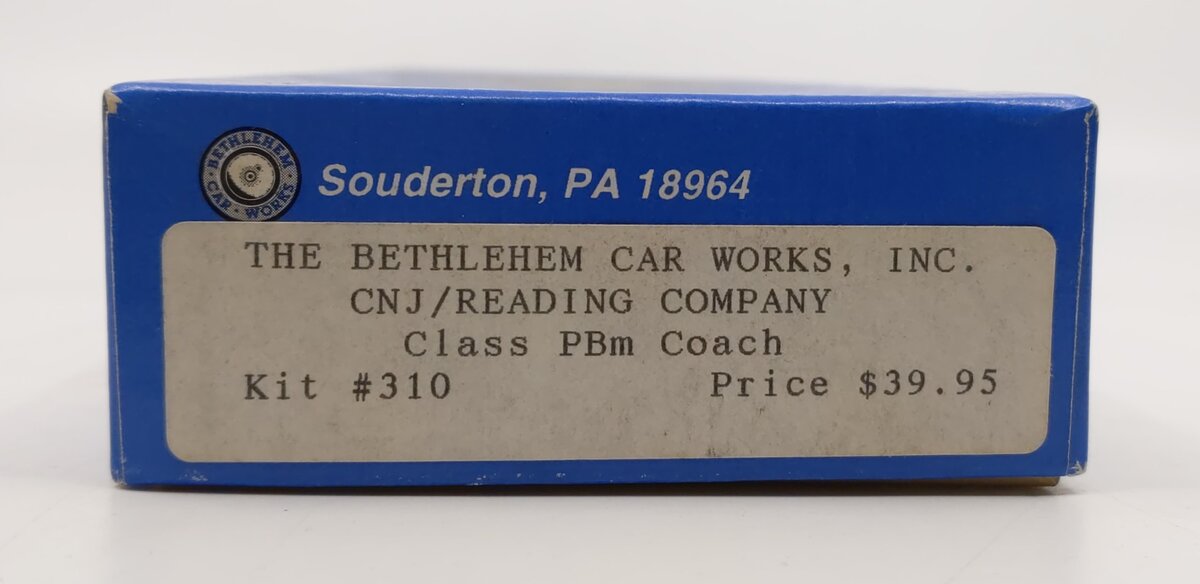 BETHLEHEM
CAR • WORKS
Souderton, PA 18964
THE BETHLEHEM CAR WORKS, INC.
CNJ/READING COMPANY
Class PBm Coach
Kit #310 Price $39.95